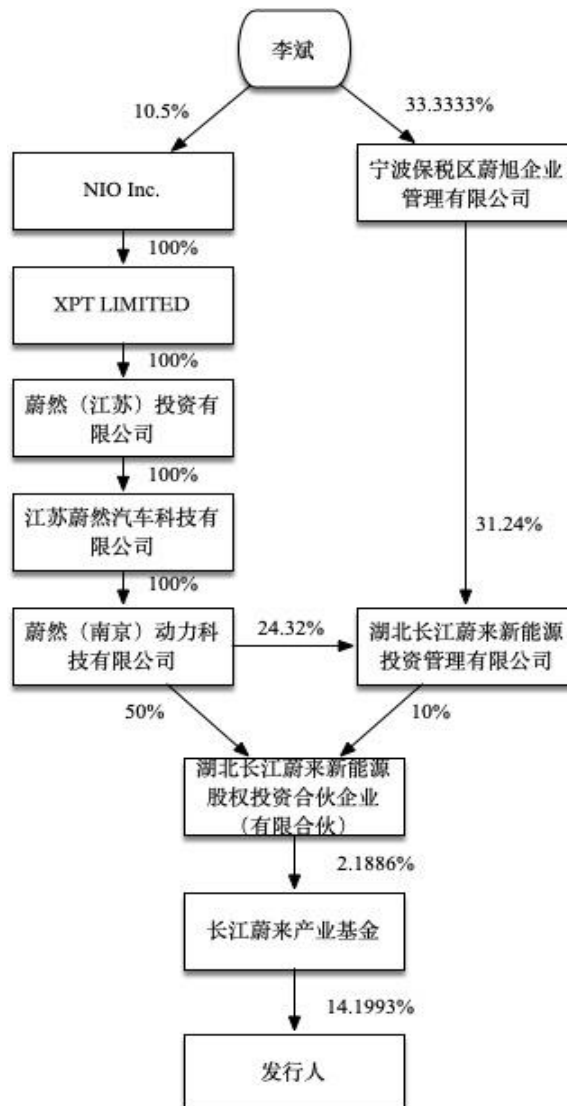 李斌
10.5%
33.3333%
NIO Inc.
宁波保税区蔚旭企业
管理有限公司
100%
XPT LIMITED
100%
蔚然（江苏）投资有
限公司
100%
江苏蔚然汽车科技有
限公司
31.24%
100%
蔚然（南京）动力科
技有限公司
24.32%
湖北长江蔚来新能源
投资管理有限公司
50%
10%
湖北长江蔚来新能源
股权投资合伙企业
（有限合伙）
2.1886%
长江蔚来产业基金
14.1993%
发行人